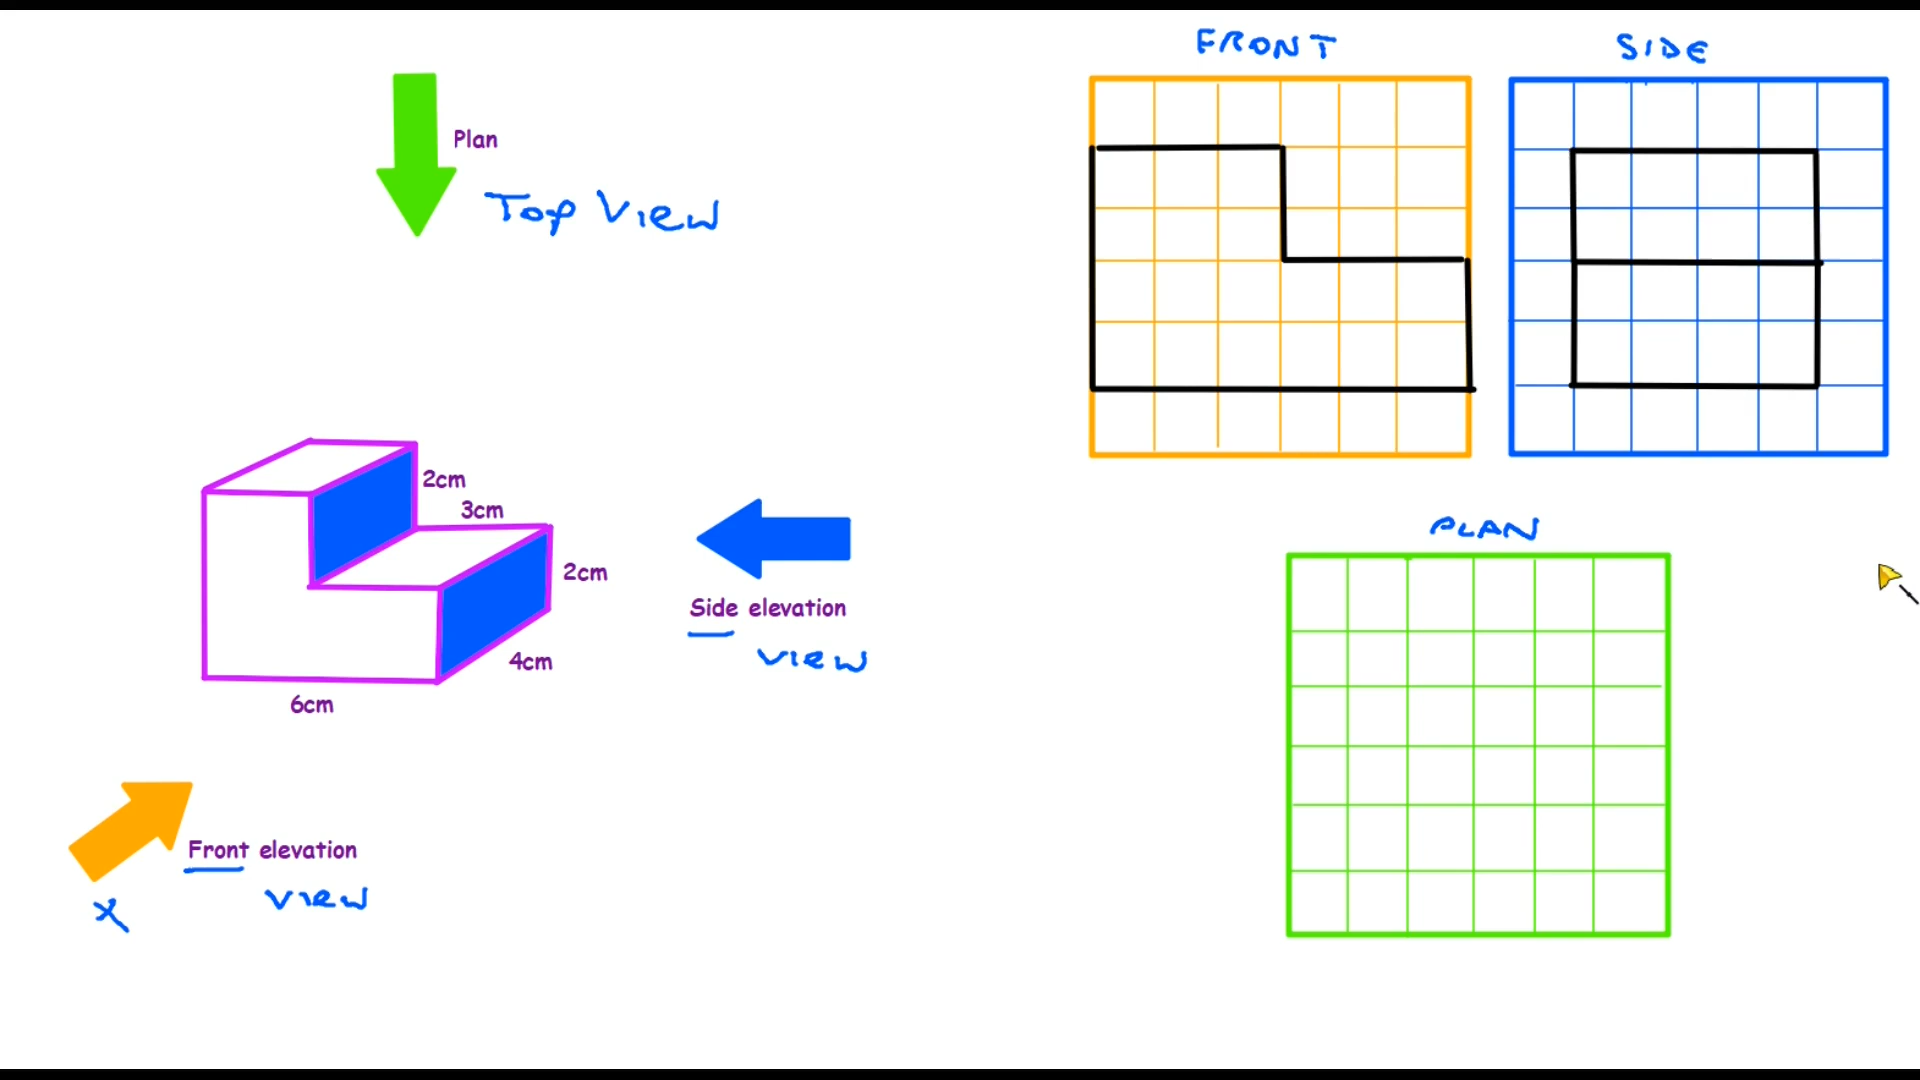 FRONT
SIDE
Plan
Top View
2cm
3cm
2cm
Side elevation
view
4cm
6cm
PLAN
Front elevation
view
x